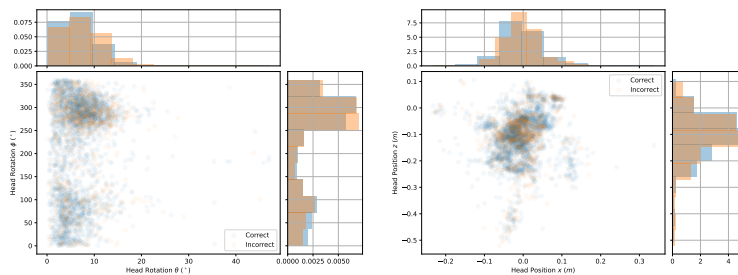 0.075
0.050
0.025
0.000
350
300
250
200
150
100
50
0
Head Rotation ϕ (°)
Correct
Incorrect
0 10 20 30 40
Head Rotation θ (°)
0.0000 0.0025 0.0050
7.5
5.0
2.5
0.0
0.1
0.0
−0.1
−0.2
−0.3
−0.4
−0.5
Head Position z (m)
Correct
Incorrect
−0.2 −0.1 0.0 0.1 0.2 0.3
Head Position x (m)
0 2 4